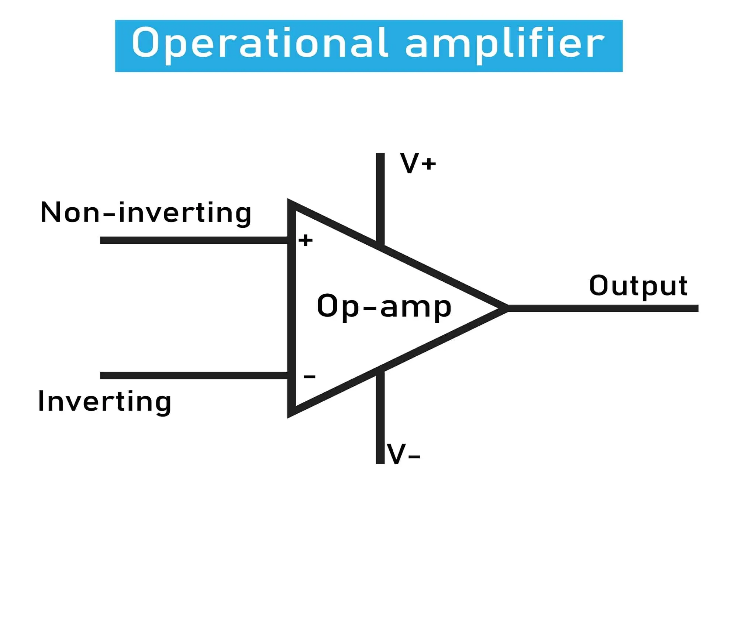 Operational amplifier
V+
Non-inverting
+
Output
Op-amp
-
Inverting
V-